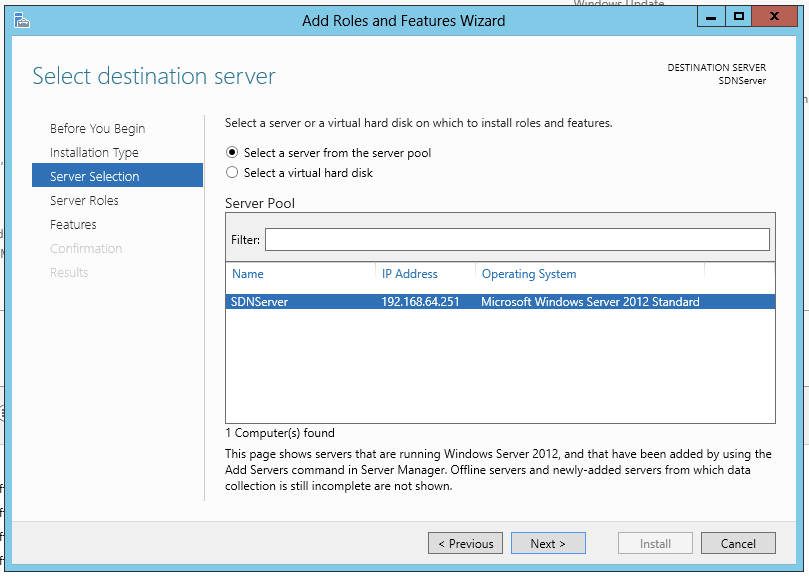 Windows Update
Add Roles and Features Wizard
Select destination server
DESTINATION SERVER
SDNServer
Before You Begin
Installation Type
Server Selection
Server Roles
Features
Confirmation
Results
Select a server or a virtual hard disk on which to install roles and features.
Select a server from the server pool
Select a virtual hard disk
Server Pool
Filter:
Name IP Address Operating System
SDNServer 192.168.64.251 Microsoft Windows Server 2012 Standard
1 Computer(s) found
This page shows servers that are running Windows Server 2012, and that have been added by using the
Add Servers command in Server Manager. Offline servers and newly-added servers from which data
collection is still incomplete are not shown.
< Previous Next > Install Cancel